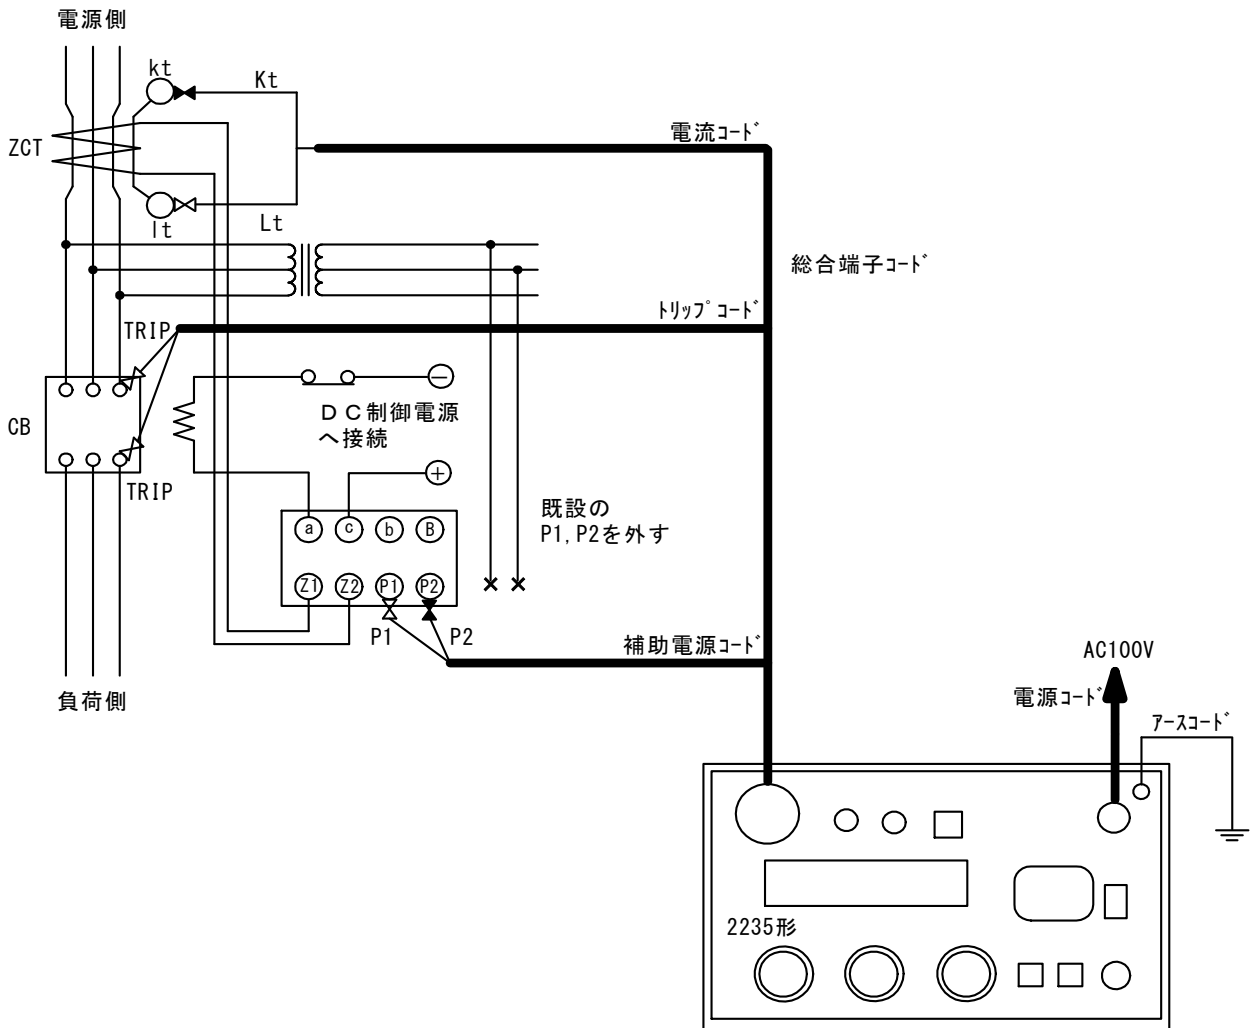 電源側
kt
Kt
ZCT
電流ｺｰﾄﾞ
lt
Lt
総合端子ｺｰﾄﾞ
ﾄﾘｯﾌﾟｺｰﾄﾞ
TRIP
－
ＤＣ制御電源
へ接続
CB
＋
TRIP
既設の
P1,P2を外す
a c b B
Z1 Z2 P1 P2
P1 P2
補助電源ｺｰﾄﾞ
AC100V
負荷側
電源ｺｰﾄﾞ
ｱｰｽｺｰﾄﾞ
2235形